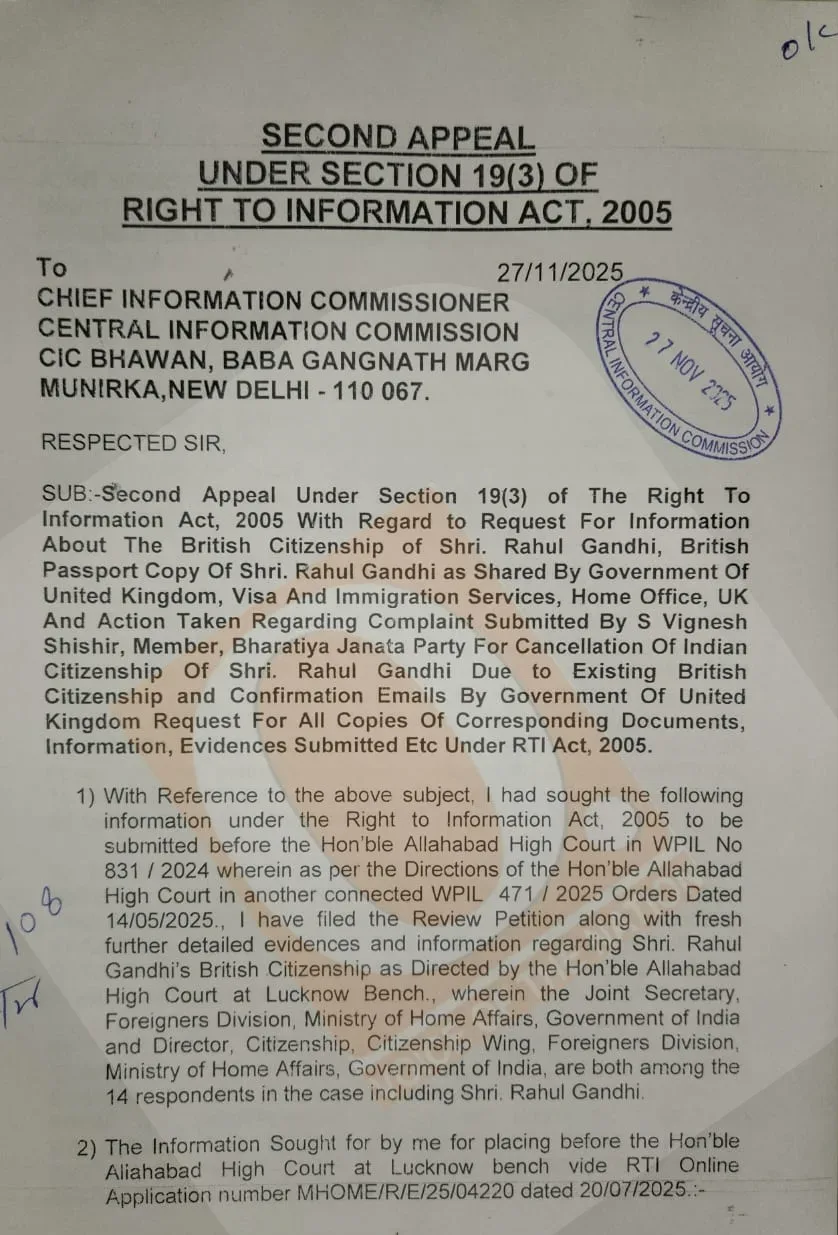 o/c
SECOND APPEAL
UNDER SECTION 19(3) OF
RIGHT TO INFORMATION ACT, 2005
To
27/11/2025
CHIEF INFORMATION COMMISSIONER
CENTRAL INFORMATION COMMISSION
CIC BHAWAN, BABA GANGNATH MARG
MUNIRKA,NEW DELHI - 110 067.
केन्द्रीय सूचना आयोग
27 NOV 2025
CENTRAL INFORMATION COMMISSION
RESPECTED SIR,
SUB:-Second Appeal Under Section 19(3) of The Right To
Information Act, 2005 With Regard to Request For Information
About The British Citizenship of Shri. Rahul Gandhi, British
Passport Copy Of Shri. Rahul Gandhi as Shared By Government Of
United Kingdom, Visa And Immigration Services, Home Office, UK
And Action Taken Regarding Complaint Submitted By S Vignesh
Shishir, Member, Bharatiya Janata Party For Cancellation Of Indian
Citizenship Of Shri. Rahul Gandhi Due to Existing British
Citizenship and Confirmation Emails By Government Of United
Kingdom Request For All Copies Of Corresponding Documents,
Information, Evidences Submitted Etc Under RTI Act, 2005.
1) With Reference to the above subject, I had sought the following
information under the Right to Information Act, 2005 to be
submitted before the Hon'ble Allahabad High Court in WPIL No
831 / 2024 wherein as per the Directions of the Hon'ble Allahabad
High Court in another connected WPIL 471 / 2025 Orders Dated
14/05/2025., I have filed the Review Petition along with fresh
further detailed evidences and information regarding Shri. Rahul
Gandhi's British Citizenship as Directed by the Hon'ble Allahabad
High Court at Lucknow Bench., wherein the Joint Secretary,
Foreigners Division, Ministry of Home Affairs, Government of India
and Director, Citizenship, Citizenship Wing, Foreigners Division,
Ministry of Home Affairs, Government of India, are both among the
14 respondents in the case including Shri. Rahul Gandhi.
108
2) The Information Sought for by me for placing before the Hon'ble
Allahabad High Court at Lucknow bench vide RTI Online
Application number MHOME/R/E/25/04220 dated 20/07/2025.:-